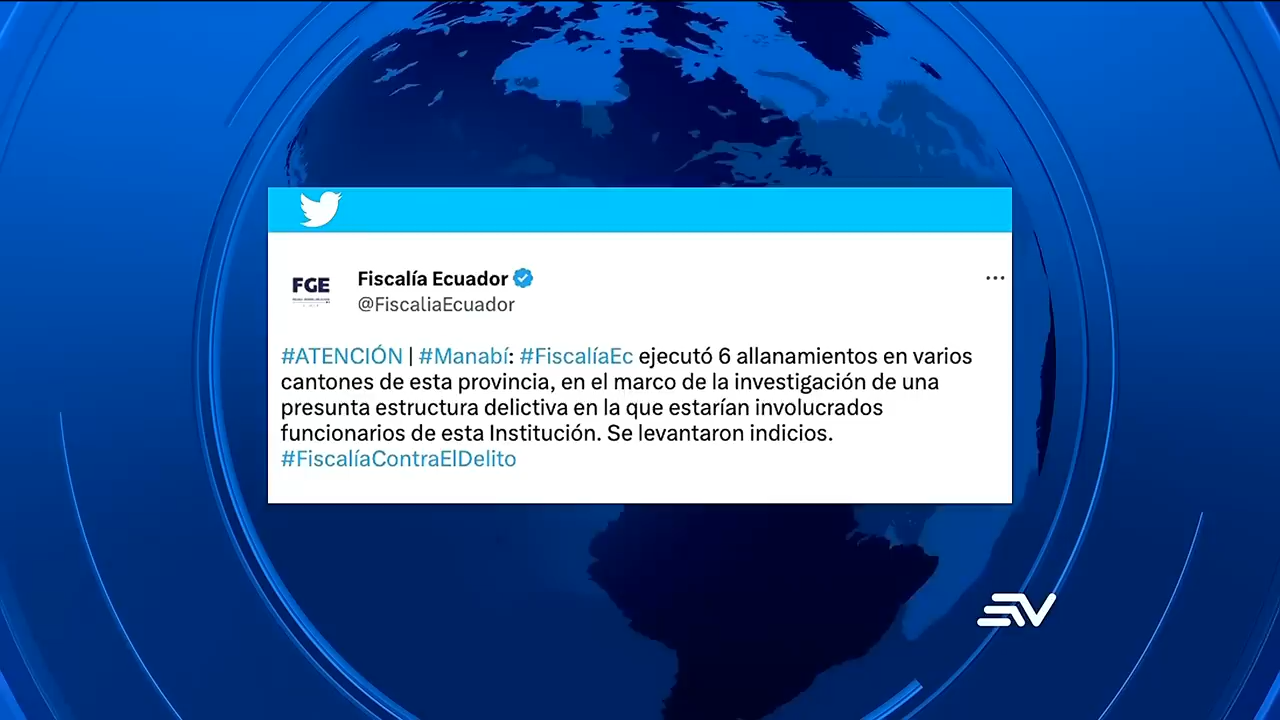 FGE
Fiscalía Ecuador
@FiscaliaEcuador
#ATENCIÓN | #Manabí: #FiscalíaEc ejecutó 6 allanamientos en varios
cantones de esta provincia, en el marco de la investigación de una
presunta estructura delictiva en la que estarían involucrados
funcionarios de esta Institución. Se levantaron indicios.
#FiscalíaContraElDelito
EV